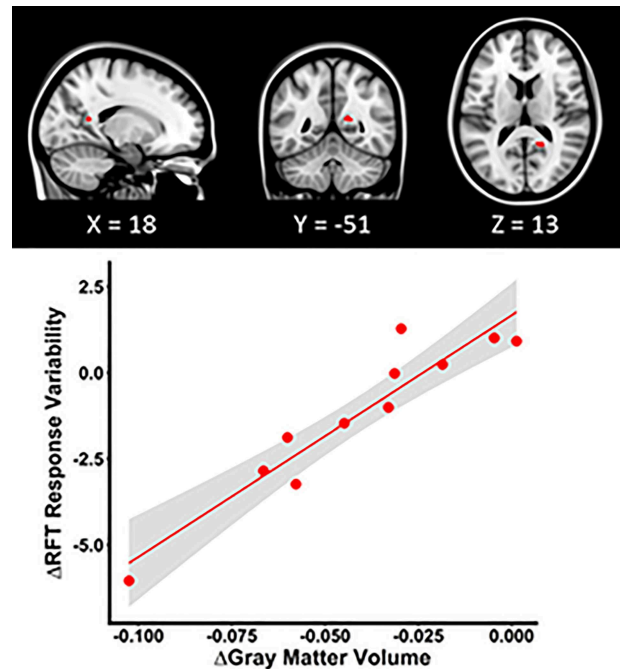 X = 18
Y = -51
Z = 13
ΔRFT Response Variability
2.5
0.0
-2.5
-5.0
-0.100
-0.075
-0.050
-0.025
0.000
ΔGray Matter Volume